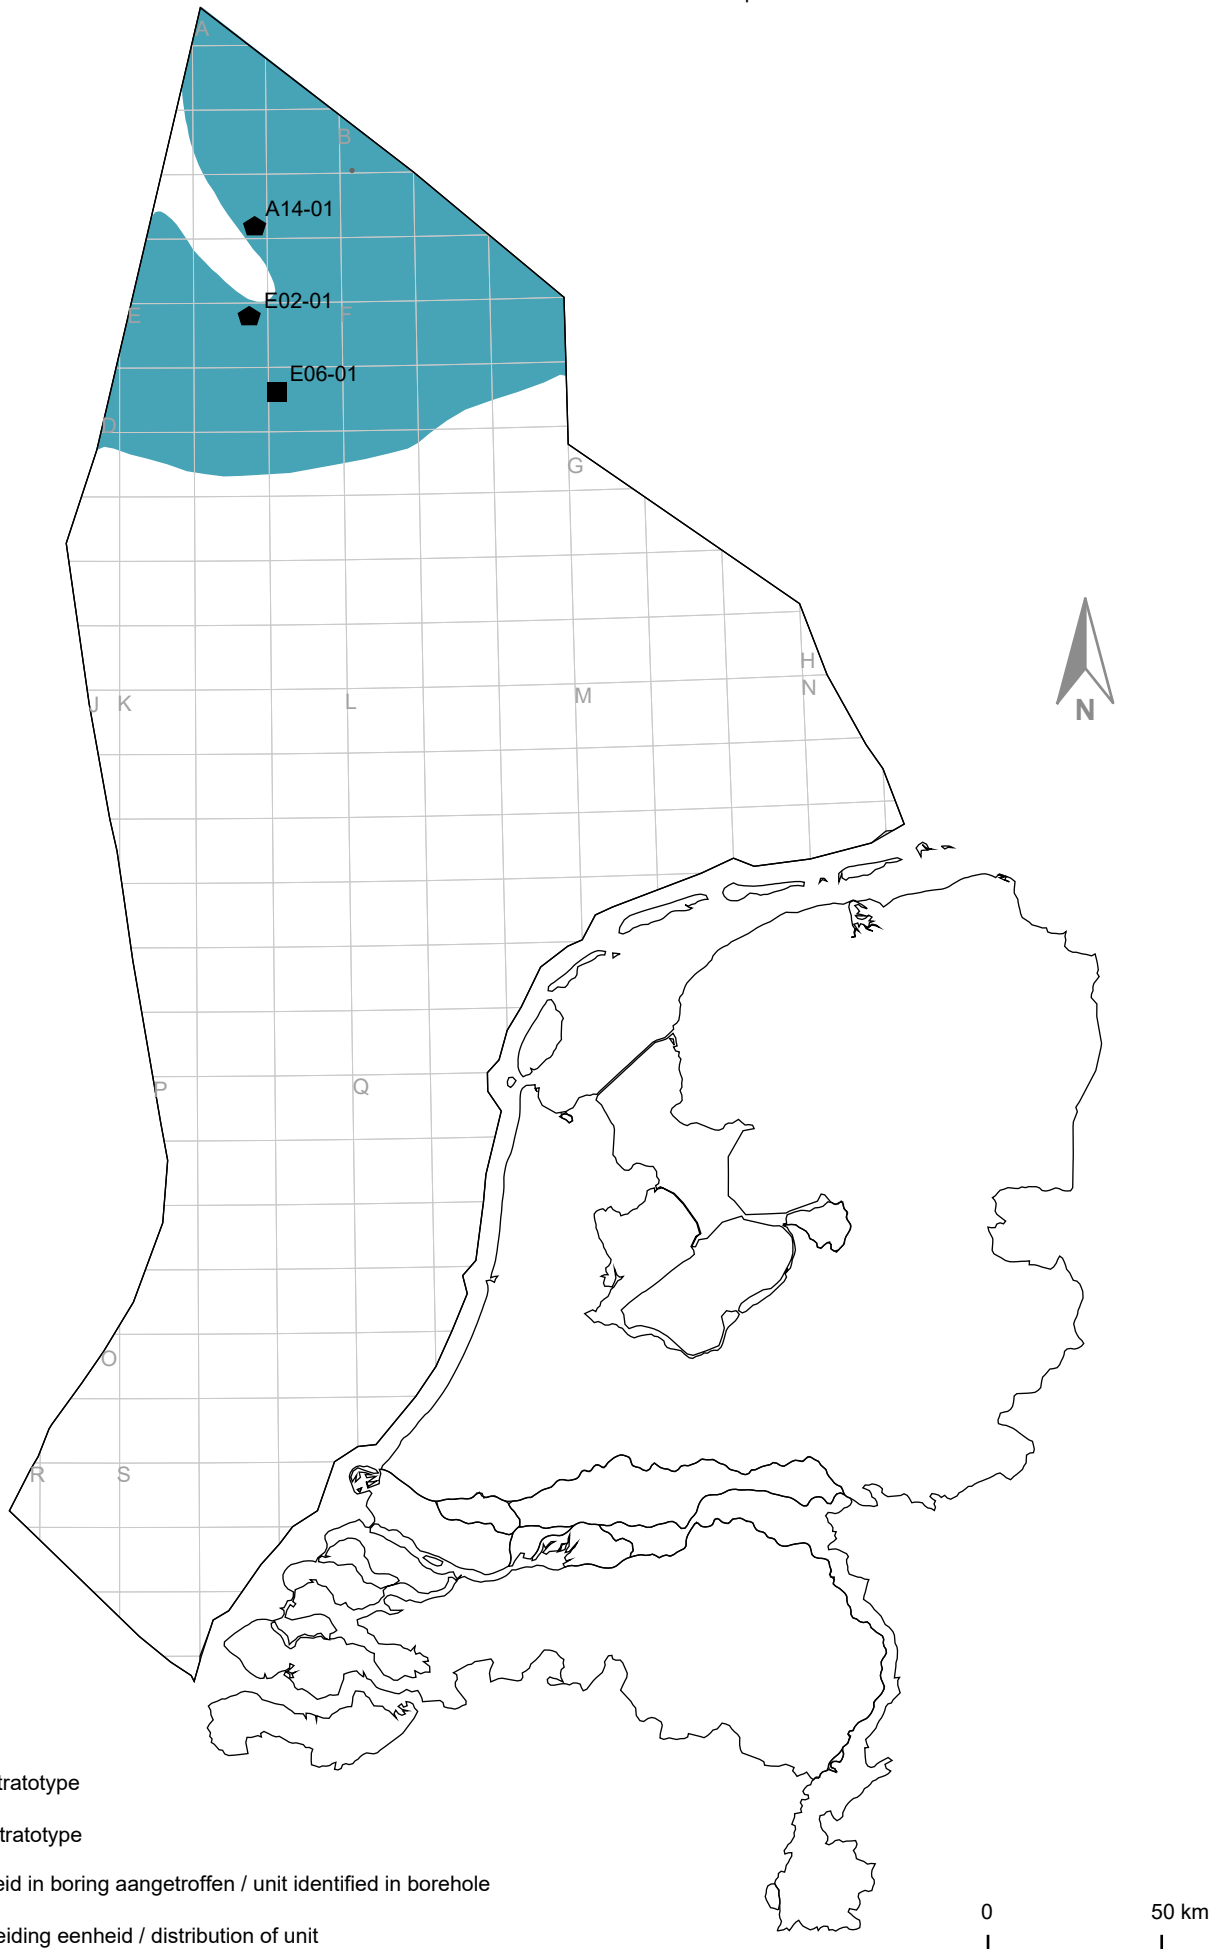 A
B
A14-01
E02-01
E
F
E06-01
D
G
H
N
J K L M
N
P Q
O
R S
tratotype
tratotype
eid in boring aangetroffen / unit identified in borehole
eiding eenheid / distribution of unit
0 50 km